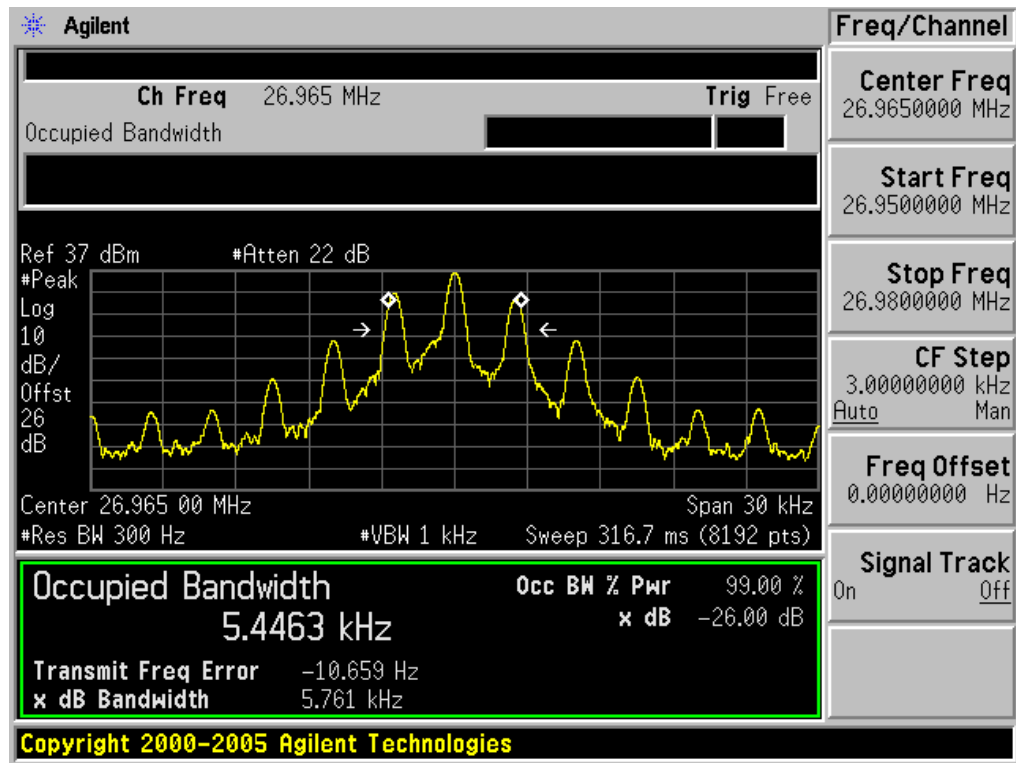 Agilent
Freq/Channel
Ch Freq 26.965 MHz Trig Free
Occupied Bandwidth
Center Freq
26.9650000 MHz
Start Freq
26.9500000 MHz
Stop Freq
26.9800000 MHz
CF Step
3.00000000 kHz
Auto Man
Freq Offset
0.00000000 Hz
Signal Track
On Off
Ref 37 dBm #Atten 22 dB
#Peak
Log
10
dB/
Offst
26
dB
Center 26.965 00 MHz Span 30 kHz
#Res BW 300 Hz #VBW 1 kHz Sweep 316.7 ms (8192 pts)
Occupied Bandwidth
5.4463 kHz
Occ BW % Pwr 99.00 %
x dB -26.00 dB
Transmit Freq Error -10.659 Hz
x dB Bandwidth 5.761 kHz
Copyright 2000-2005 Agilent Technologies